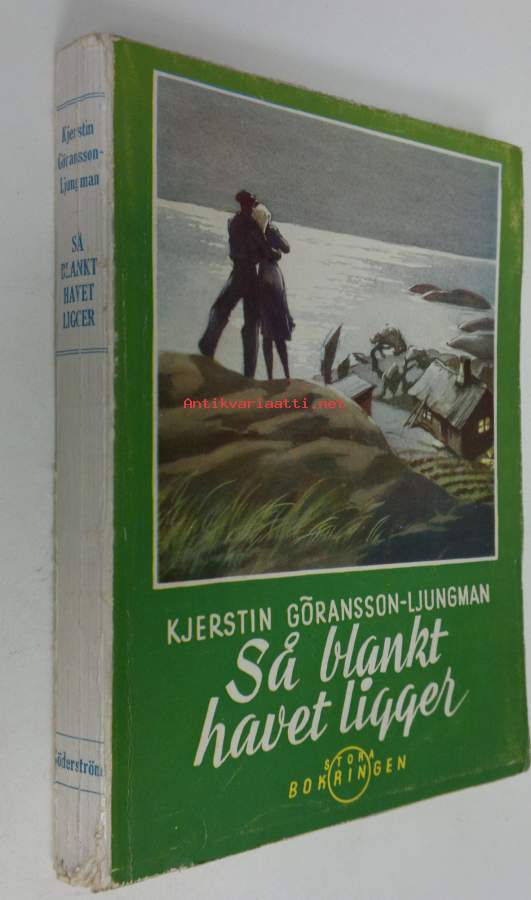 Kjerstin
Göransson-
Ljungman
SÅ
BLANKT
HAVET
LIGGER
Söderström
Antikvariaatti.net
KJERSTIN GÖRANSSON-LJUNGMAN
Så blankt
havet ligger
STORA
BOKRINGEN